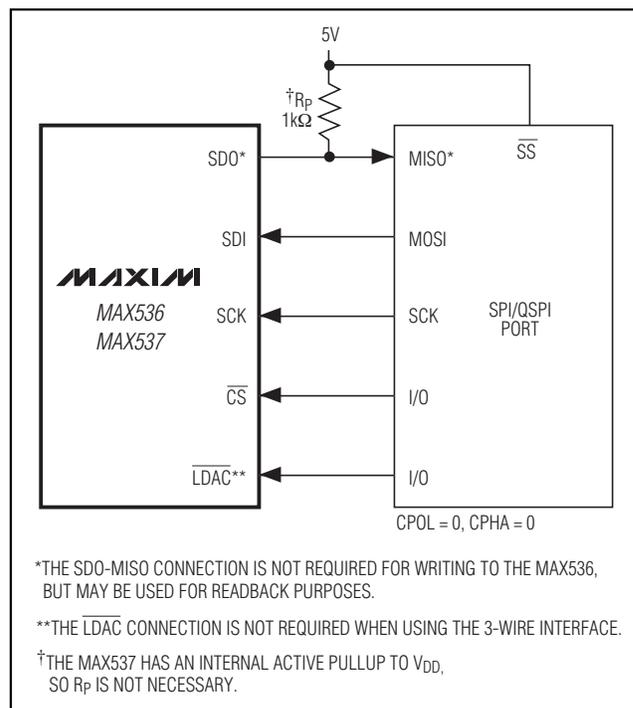 5V
†RP
1kΩ
SDO*
MISO*
SS
SDI
MOSI
MAXIM
MAX536
MAX537
SCK
SCK
SPI/QSPI
PORT
CS
I/O
LDAC**
I/O
CPOL = 0, CPHA = 0
*THE SDO-MISO CONNECTION IS NOT REQUIRED FOR WRITING TO THE MAX536,
BUT MAY BE USED FOR READBACK PURPOSES.
**THE LDAC CONNECTION IS NOT REQUIRED WHEN USING THE 3-WIRE INTERFACE.
†THE MAX537 HAS AN INTERNAL ACTIVE PULLUP TO VDD,
SO RP IS NOT NECESSARY.